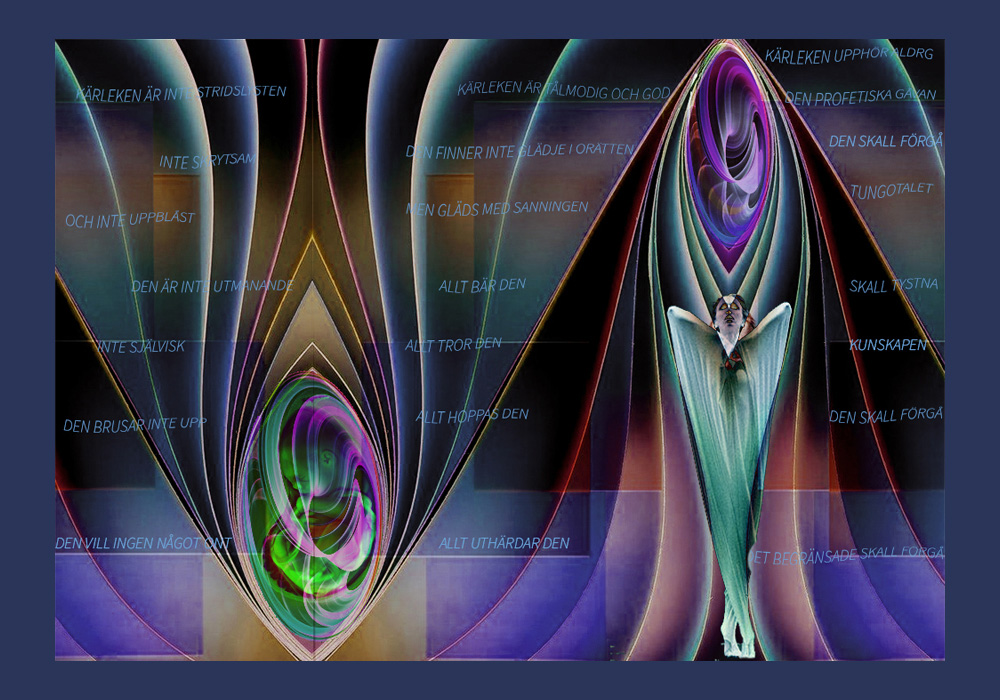 KÄRLEKEN ÄR INTE STRIDSLYSTEN
INTE SKRYTSAM
OCH INTE UPPBLÅST
DEN ÄR INTE UTMANANDE
INTE SJÄLVISK
DEN BRUSAR INTE UPP
DEN VILL INGEN NÅGOT ONT
KÄRLEKEN ÄR TÅLMODIG OCH GOD
DEN FINNER INTE GLÄDJE I ORÄTTEN
MEN GLÄDS MED SANNINGEN
ALLT BÄR DEN
ALLT TROR DEN
ALLT HOPPAS DEN
ALLT UTHÄRDAR DEN
KÄRLEKEN UPPHÖR ALDRG
DEN PROFETISKA GÅVAN
DEN SKALL FÖRGÅ
TUNGOTALET
SKALL TYSTNA
KUNSKAPEN
DEN SKALL FÖRGÅ
ET BEGRÄNSADE SKALL FÖRGÅ